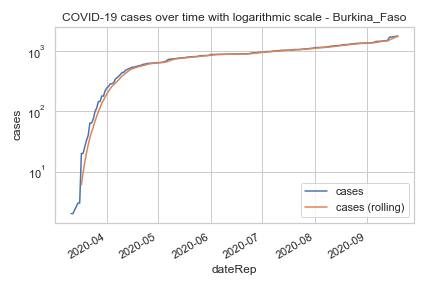 COVID-19 cases over time with logarithmic scale - Burkina_Faso
10³
10²
10¹
cases
cases
cases (rolling)
2020-04
2020-05
2020-06
2020-07
2020-08
2020-09
dateRep